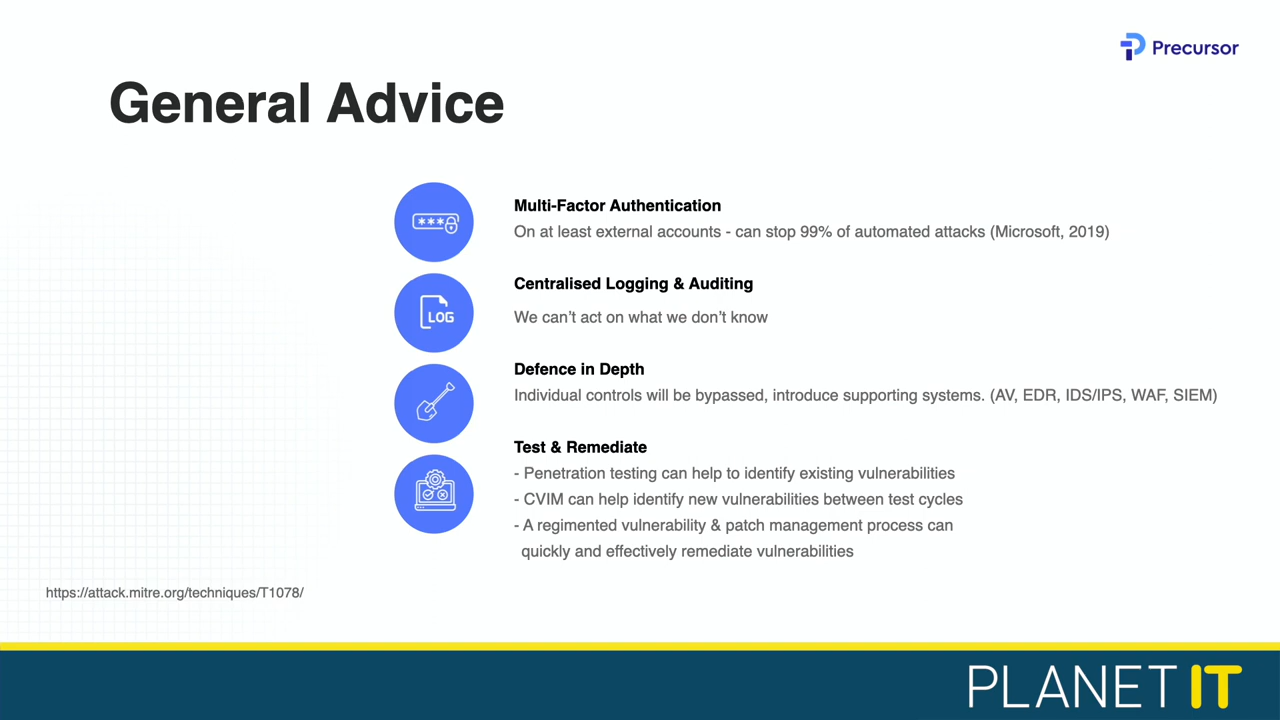 Precursor
General Advice
***
Multi-Factor Authentication
On at least external accounts - can stop 99% of automated attacks (Microsoft, 2019)
LOG
Centralised Logging & Auditing
We can’t act on what we don’t know
Defence in Depth
Individual controls will be bypassed, introduce supporting systems. (AV, EDR, IDS/IPS, WAF, SIEM)
Test & Remediate
- Penetration testing can help to identify existing vulnerabilities
- CVIM can help identify new vulnerabilities between test cycles
- A regimented vulnerability & patch management process can
quickly and effectively remediate vulnerabilities
https://attack.mitre.org/techniques/T1078/
PLANET IT